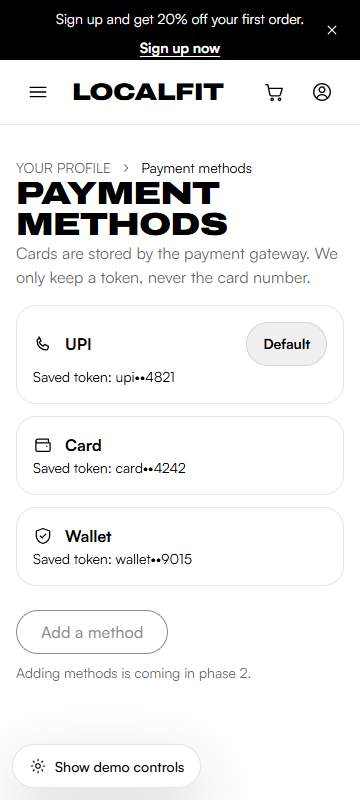 Sign up and get 20% off your first order.
Sign up now
LOCALFIT
YOUR PROFILE > Payment methods
PAYMENT
METHODS
Cards are stored by the payment gateway. We
only keep a token, never the card number.
UPI
Default
Saved token: upi••4821
Card
Saved token: card••4242
Wallet
Saved token: wallet••9015
Add a method
Adding methods is coming in phase 2.
Show demo controls